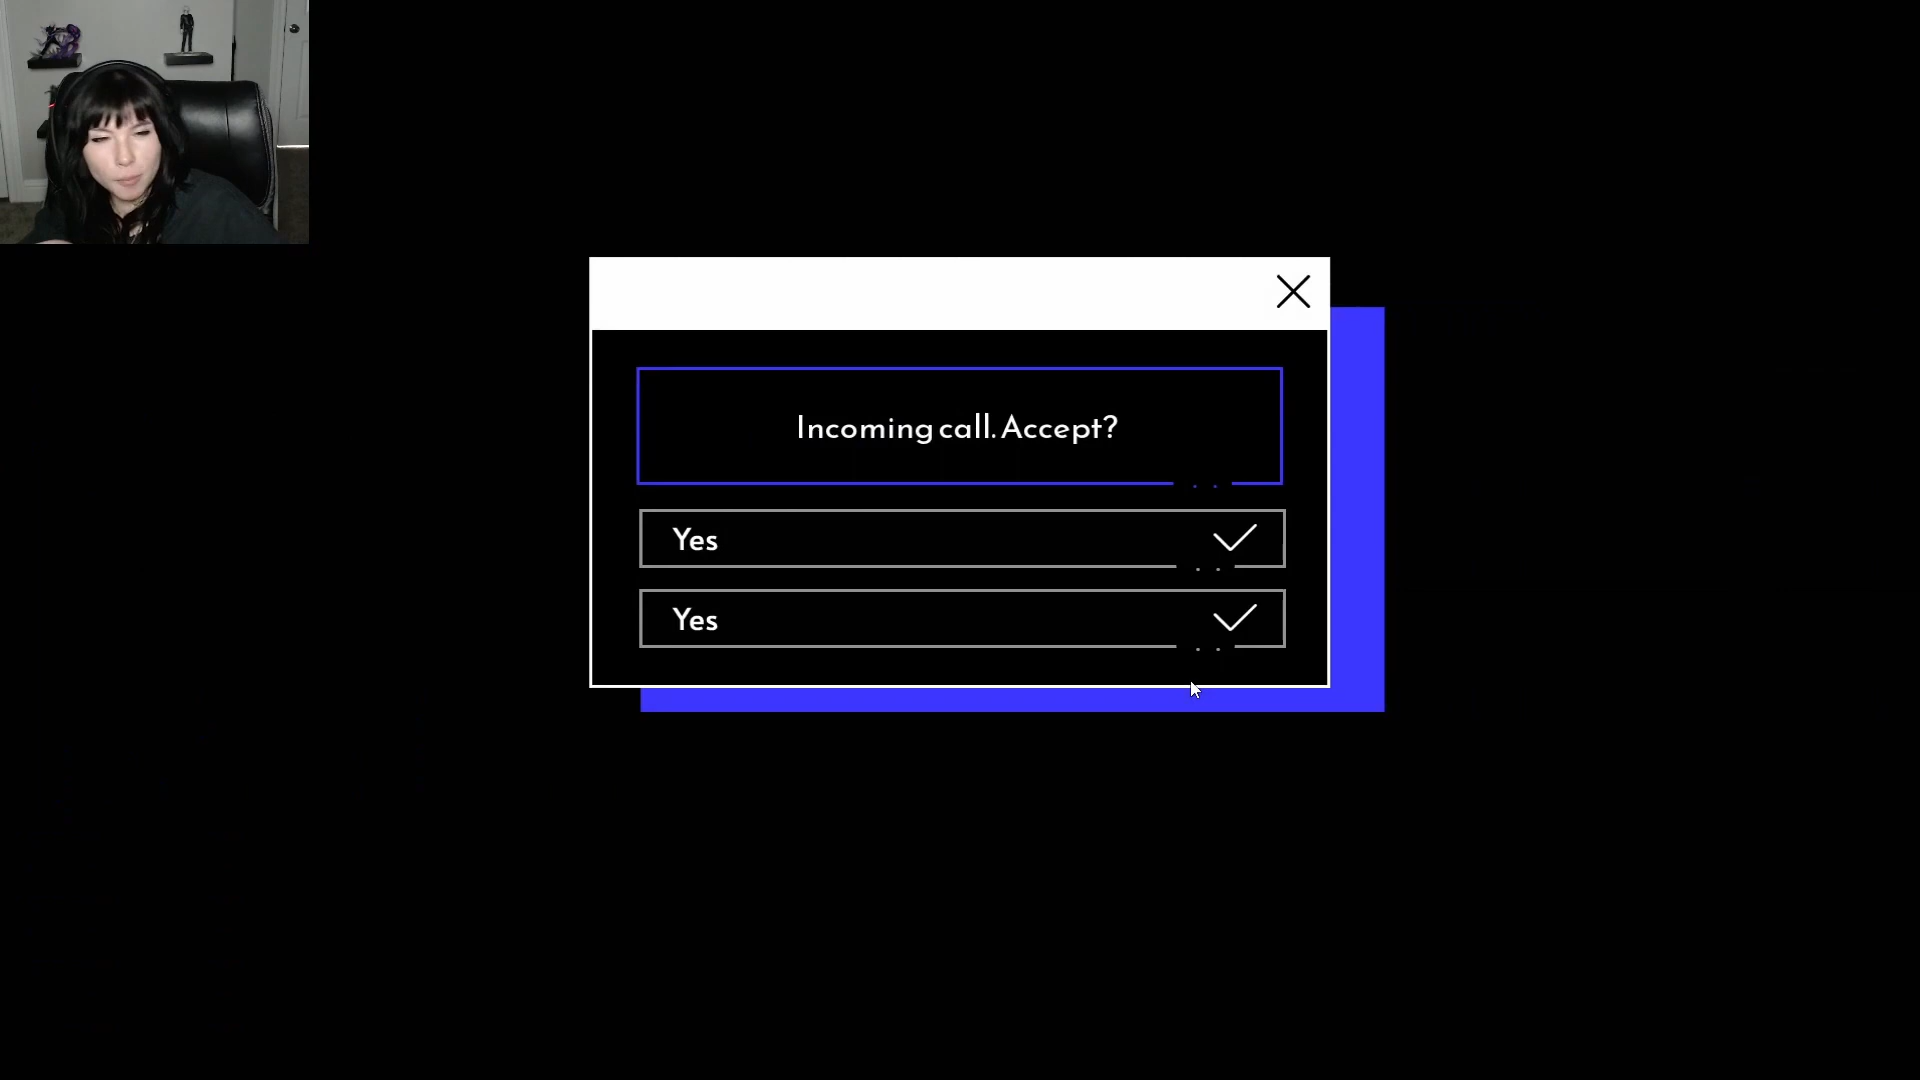 Incoming call. Accept?
Yes
Yes